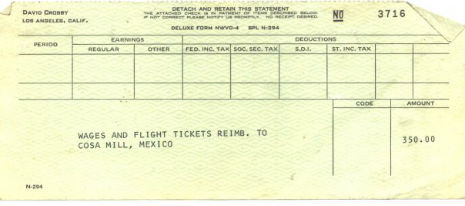 DAVID CROSBY
LOS ANGELES, CALIF.
DETACH AND RETAIN THIS STATEMENT
THE ATTACHED CHECK IS IN PAYMENT OF ITEMS DESCRIBED BELOW
IF NOT CORRECT PLEASE NOTIFY US PROMPTLY. NO RECEIPT DESIRED.
DELUXE FORM NWVO-4 SPL N-294
NO 3716
PERIOD EARNINGS DEDUCTIONS
REGULAR OTHER FED. INC. TAX SOC. SEC. TAX S.D.I. ST. INC. TAX
CODE AMOUNT
WAGES AND FLIGHT TICKETS REIMB. TO 350.00
COSA MILL, MEXICO
N-294